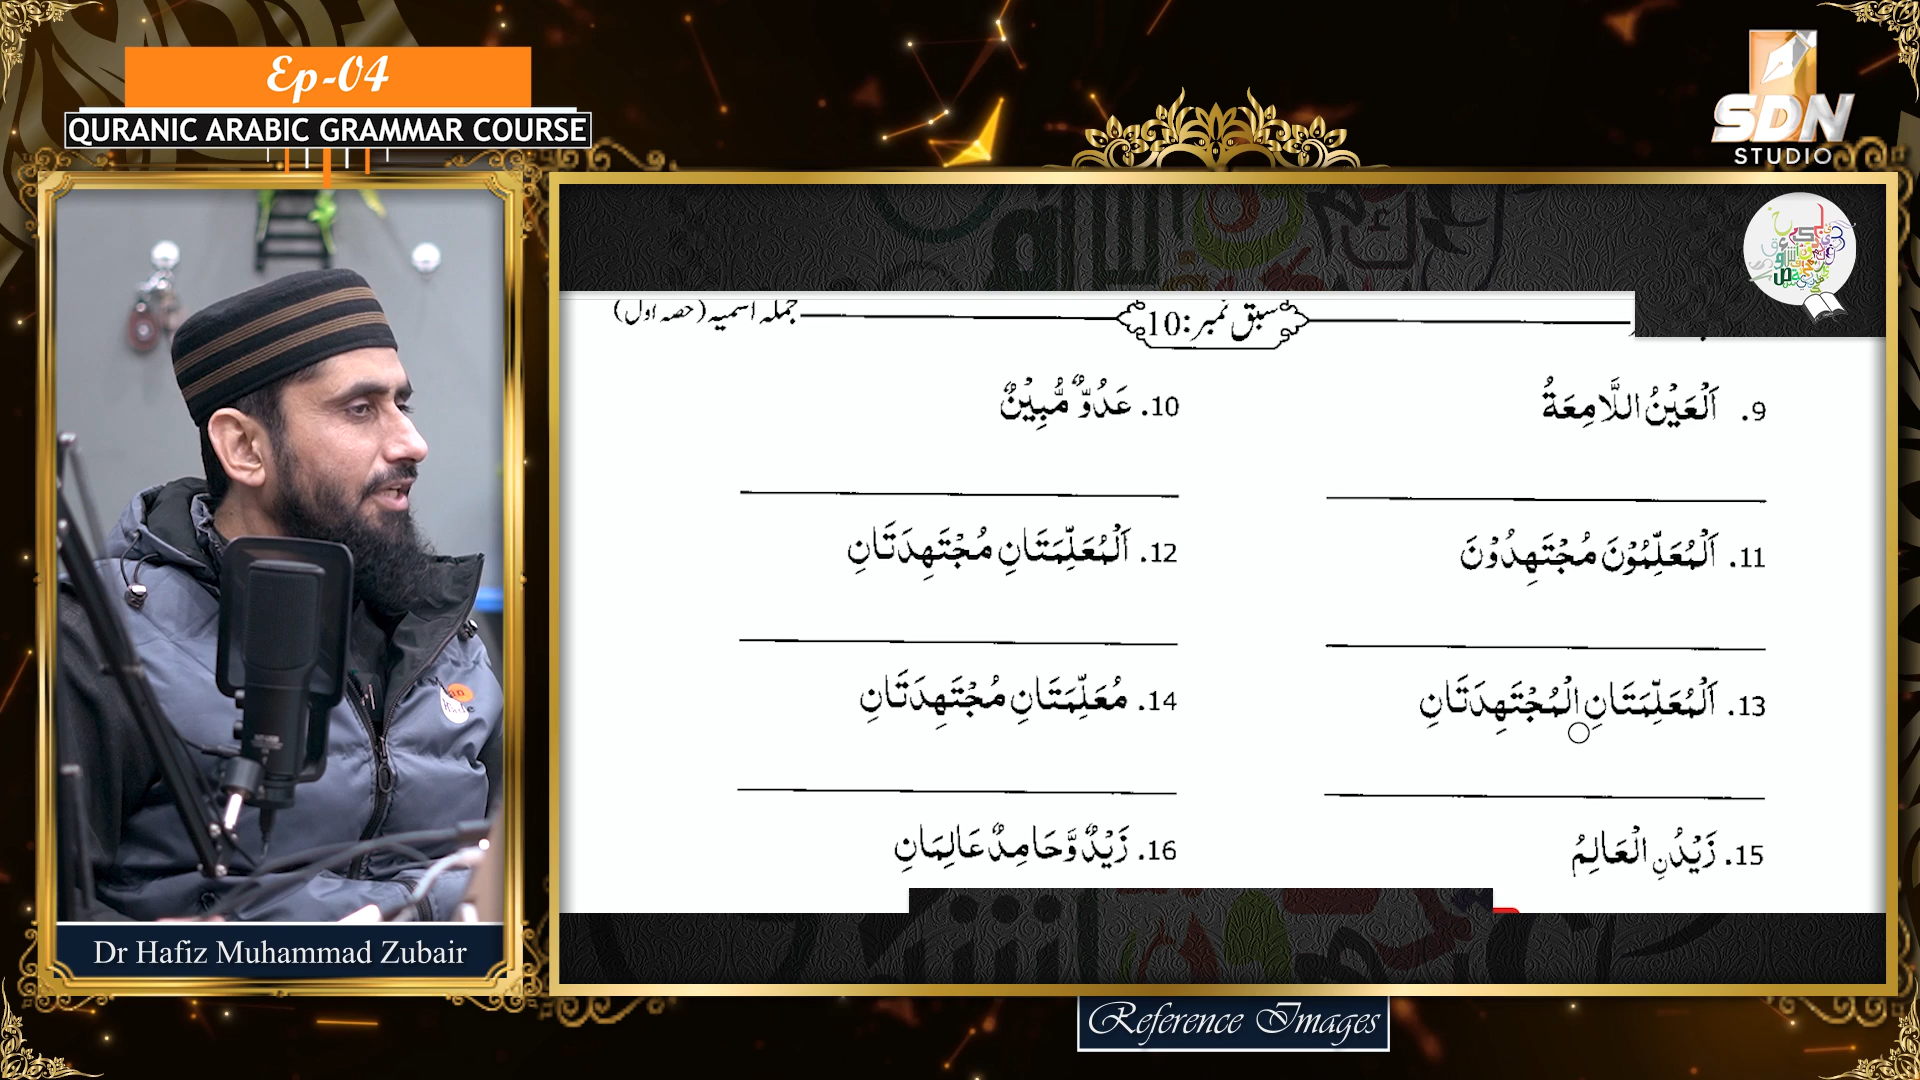 Ep-04
QURANIC ARABIC GRAMMAR COURSE
SDN
STUDIO
سبق نمبر:10
جملہ اسمیہ (حصہ اول)
9. اَلْعَيْنُ اللَّامِعَةُ
10. عَدُوٌّ مُّبِيْنٌ
11. اَلْمُعَلِّمُوْنَ مُجْتَهِدُوْنَ
12. اَلْمُعَلِّمَتَانِ مُجْتَهِدَتَانِ
13. اَلْمُعَلِّمَتَانِ الْمُجْتَهِدَتَانِ
14. مُعَلِّمَتَانِ مُجْتَهِدَتَانِ
15. زَيْدُنِ الْعَالِمُ
16. زَيْدٌ وَّحَامِدٌ عَالِمَانِ
Dr Hafiz Muhammad Zubair
Reference Images